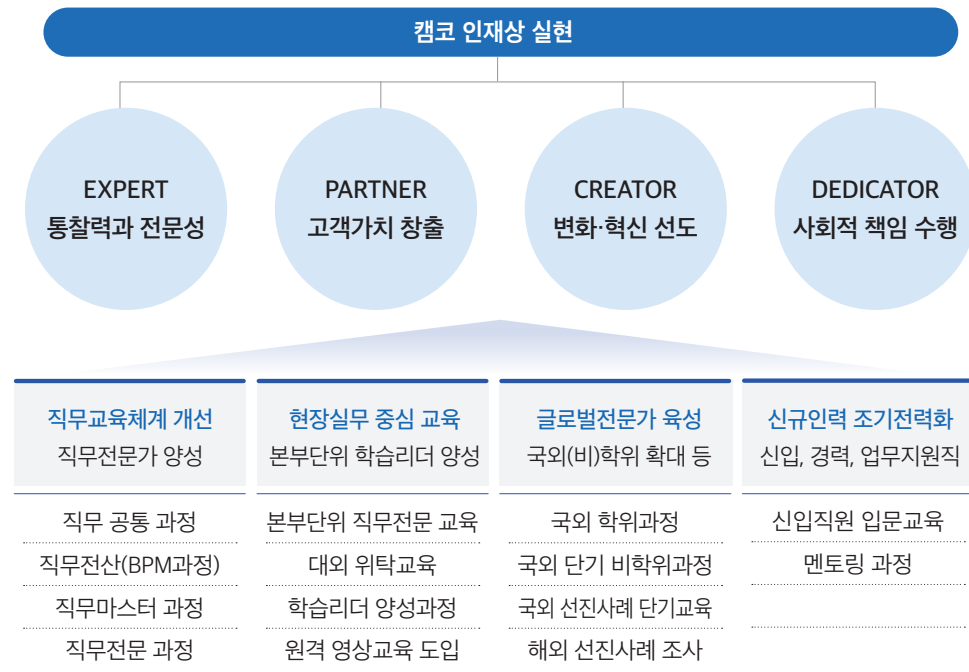 캠코 인재상 실현
EXPERT
통찰력과 전문성
PARTNER
고객가치 창출
CREATOR
변화·혁신 선도
DEDICATOR
사회적 책임 수행
직무교육체계 개선
직무전문가 양성
직무 공통 과정
직무전산(BPM과정)
직무마스터 과정
직무전문 과정
현장실무 중심 교육
본부단위 학습리더 양성
본부단위 직무전문 교육
대외 위탁교육
학습리더 양성과정
원격 영상교육 도입
글로벌전문가 육성
국외(비)학위 확대 등
국외 학위과정
국외 단기 비학위과정
국외 선진사례 단기교육
해외 선진사례 조사
신규인력 조기전력화
신입, 경력, 업무지원직
신입직원 입문교육
멘토링 과정